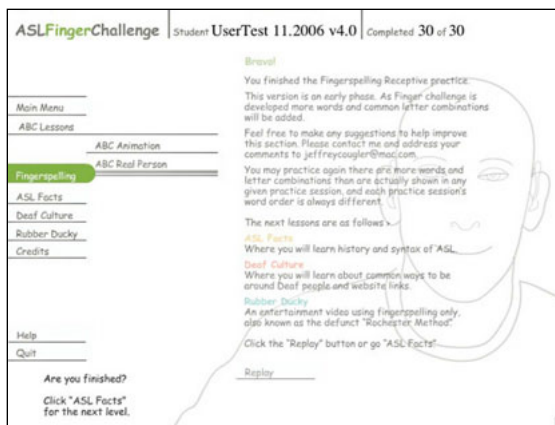 ASLFingerChallenge Student UserTest 11.2006 v4.0 Completed 30 of 30
Main Menu
ABC Lessons
ABC Animation
ABC Real Person
Fingerspelling
ASL Facts
Deaf Culture
Rubber Ducky
Credits
Help
Quit
Are you finished?
Click "ASL Facts"
for the next level.
Bravo!
You finished the Fingerspelling Receptive practice.
This version is an early phase. As Finger challenge is
developed more words and common letter combinations
will be added.
Feel free to make any suggestions to help improve
this section. Please contact me and address your
comments to jeffreycougler@mac.com
You may practice again there are more words and
letter combinations than are actually shown in any
given practice session, and each practice session's
word order is always different.
The next lessons are as follows
ASL Facts
Where you will learn history and syntax of ASL.
Deaf Culture
Where you will learn about common ways to be
around Deaf people and website links.
Rubber Ducky
An entertainment video using fingerspelling only,
also known as the defunct "Rochester Method".
Click the "Replay" button or go "ASL Facts"
Replay